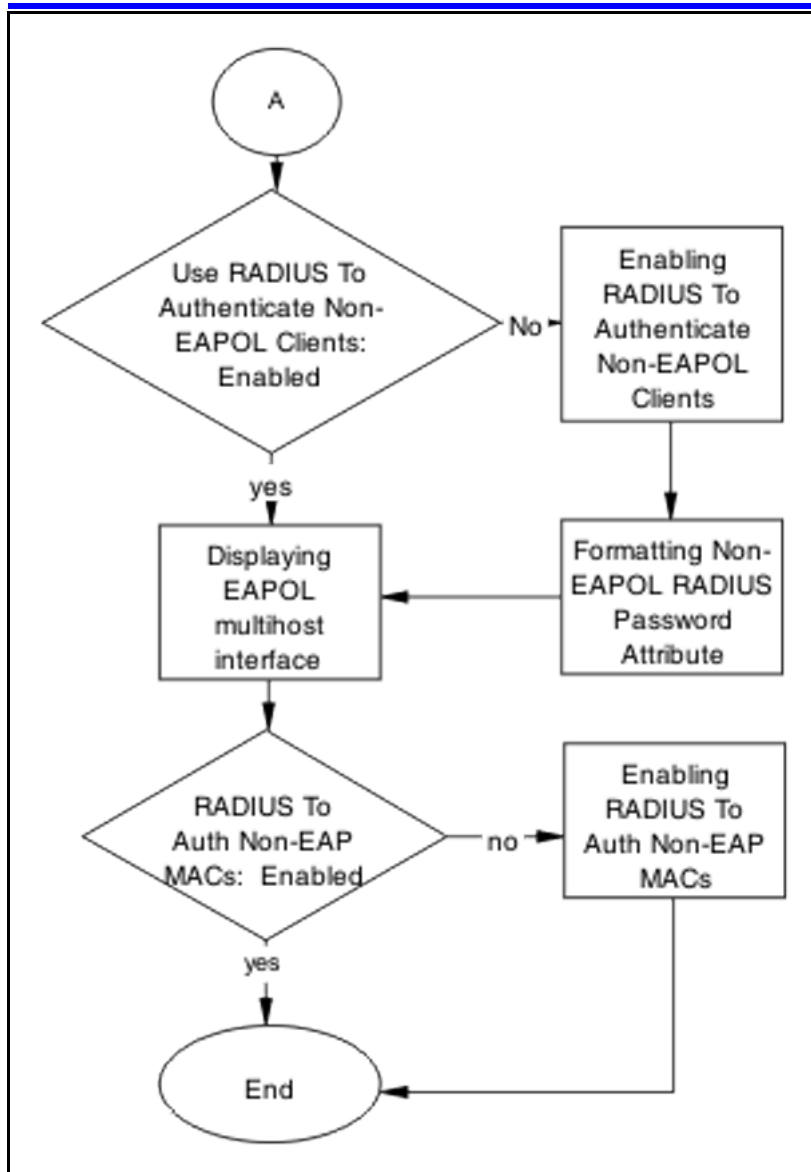 A
Use RADIUS To
Authenticate Non-
EAPOL Clients:
Enabled
No
Enabling
RADIUS To
Authenticate
Non-EAPOL
Clients
yes
Displaying
EAPOL
multihost
interface
Formatting Non-
EAPOL RADIUS
Password
Attribute
RADIUS To
Auth Non-EAP
MACs: Enabled
no
Enabling
RADIUS To
Auth Non-EAP
MACs
yes
End